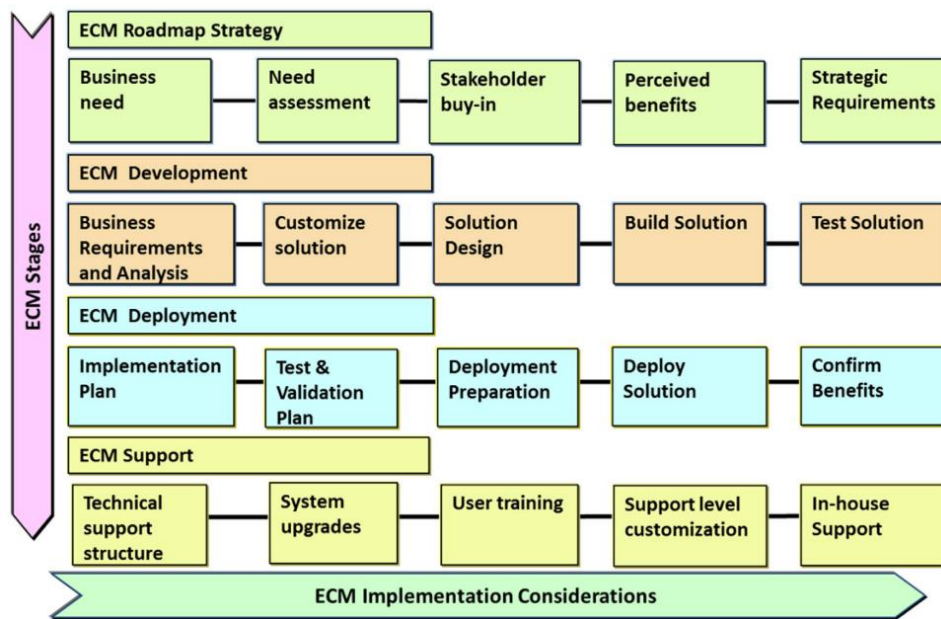 ECM Stages
ECM Roadmap Strategy
Business
need
Need
assessment
Stakeholder
buy-in
Perceived
benefits
Strategic
Requirements
ECM Development
Business
Requirements
and Analysis
Customize
solution
Solution
Design
Build Solution
Test Solution
ECM Deployment
Implementation
Plan
Test &
Validation
Plan
Deployment
Preparation
Deploy
Solution
Confirm
Benefits
ECM Support
Technical
support
structure
System
upgrades
User training
Support level
customization
In-house
Support
ECM Implementation Considerations